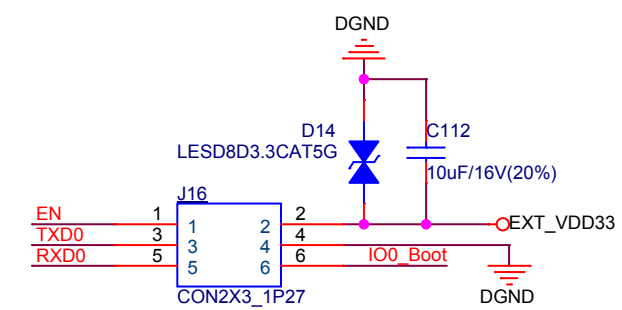 DGND
D14
LESD8D3.3CAT5G
C112
10uF/16V(20%)
J16
EN 1 1 2 2 EXT_VDD33
TXD0 3 3 4 4
RXD0 5 5 6 6 IO0_Boot
CON2X3_1P27
DGND